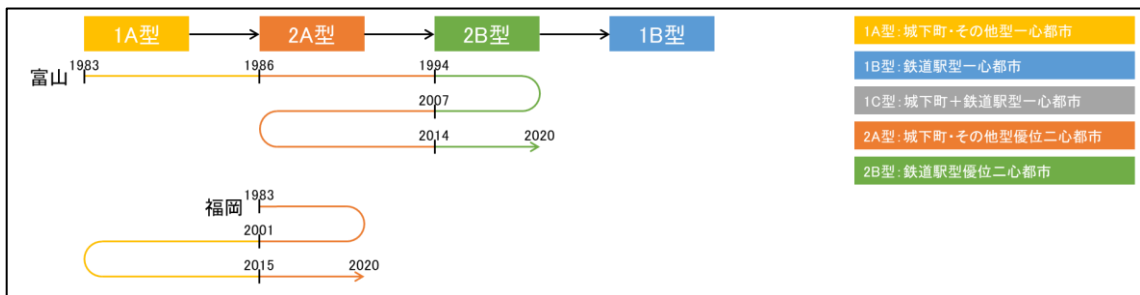 1A型
2A型
2B型
1B型
富山
1983
1986
1994
2007
2014
2020
福岡
1983
2001
2015
2020
1A型:城下町・その他型一心都市
1B型:鉄道駅型一心都市
1C型:城下町＋鉄道駅型一心都市
2A型:城下町・その他型優位二心都市
2B型:鉄道駅型優位二心都市